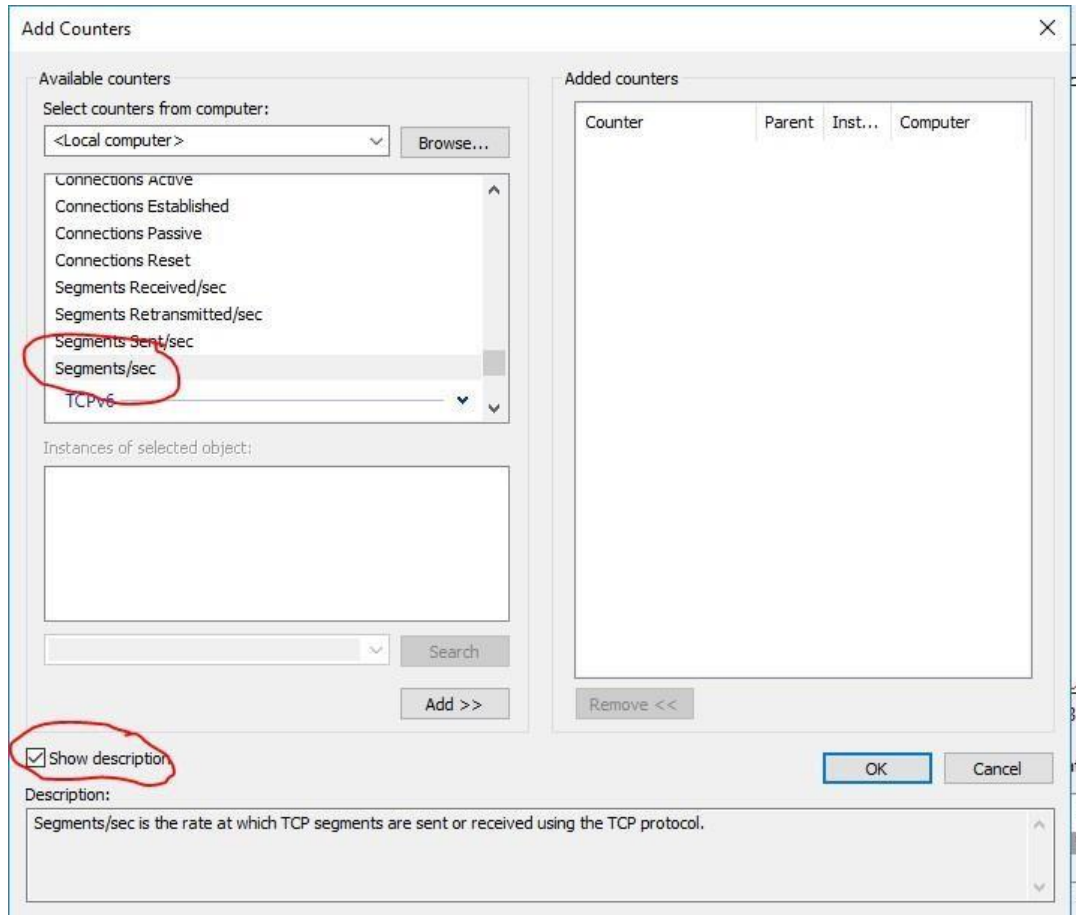 Add Counters
Available counters
Select counters from computer:
<Local computer>
Browse...
Connections Active
Connections Established
Connections Passive
Connections Reset
Segments Received/sec
Segments Retransmitted/sec
Segments Sent/sec
Segments/sec
TCPv6
Instances of selected object:
Search
Add >>
Added counters
Counter Parent Inst... Computer
Remove <<
Show description
OK Cancel
Description:
Segments/sec is the rate at which TCP segments are sent or received using the TCP protocol.